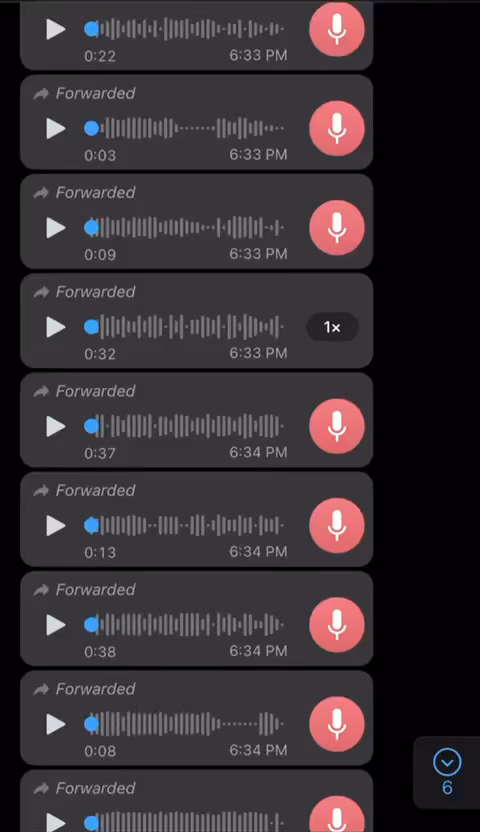 0:22 6:33 PM
Forwarded
0:03 6:33 PM
Forwarded
0:09 6:33 PM
Forwarded
1×
0:32 6:33 PM
Forwarded
0:37 6:34 PM
Forwarded
0:13 6:34 PM
Forwarded
0:38 6:34 PM
Forwarded
0:08 6:34 PM
6
Forwarded